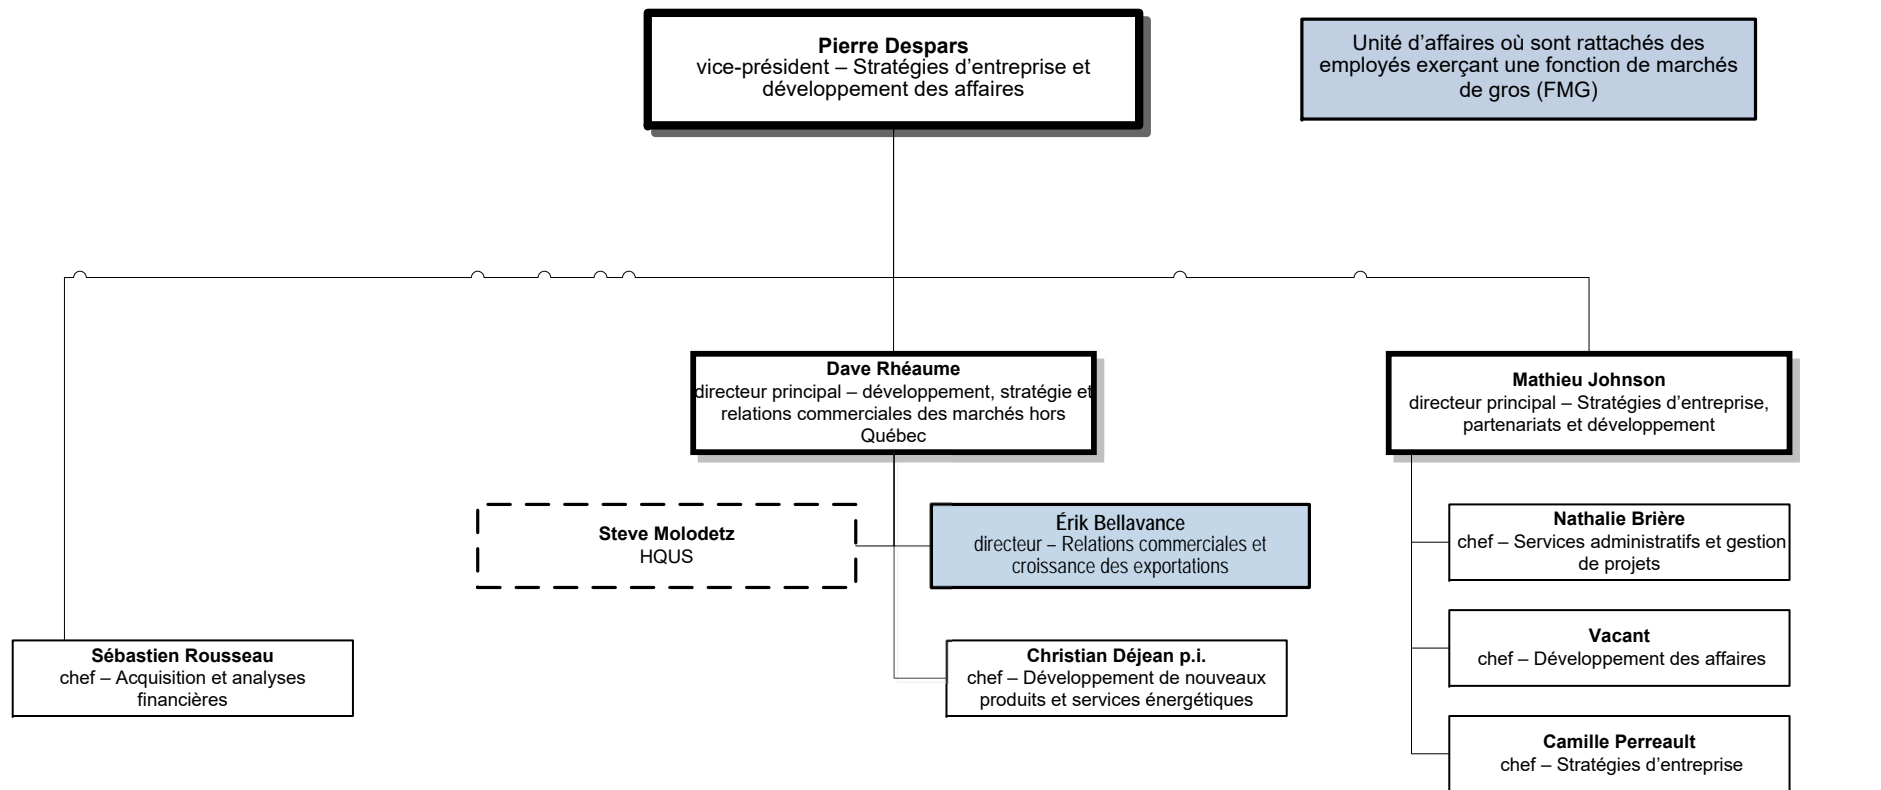 Pierre Despars
vice-président – Stratégies d’entreprise et
développement des affaires
Unité d’affaires où sont rattachés des
employés exerçant une fonction de marchés
de gros (FMG)
Dave Rhéaume
directeur principal – développement, stratégie et
relations commerciales des marchés hors
Québec
Mathieu Johnson
directeur principal – Stratégies d’entreprise,
partenariats et développement
Steve Molodetz
HQUS
Érik Bellavance
directeur – Relations commerciales et
croissance des exportations
Nathalie Brière
chef – Services administratifs et gestion
de projets
Sébastien Rousseau
chef – Acquisition et analyses
financières
Christian Déjean p.i.
chef – Développement de nouveaux
produits et services énergétiques
Vacant
chef – Développement des affaires
Camille Perreault
chef – Stratégies d’entreprise